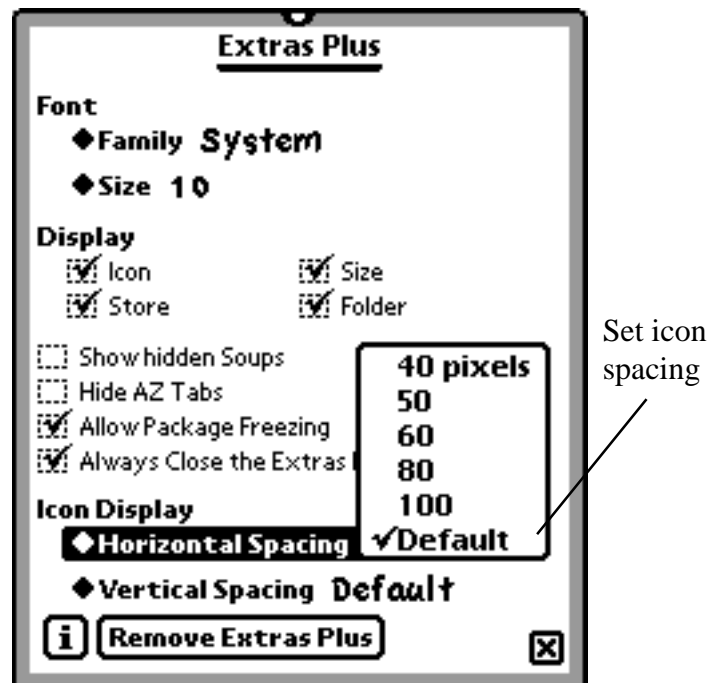 Extras Plus
Font
◆Family System
◆Size 10
Display
Icon Size
Store Folder
Show hidden Soups
Hide AZ Tabs
Allow Package Freezing
Always Close the Extras
40 pixels
50
60
80
100
✓Default
Set icon
spacing
Icon Display
◆Horizontal Spacing
◆Vertical Spacing Default
i Remove Extras Plus